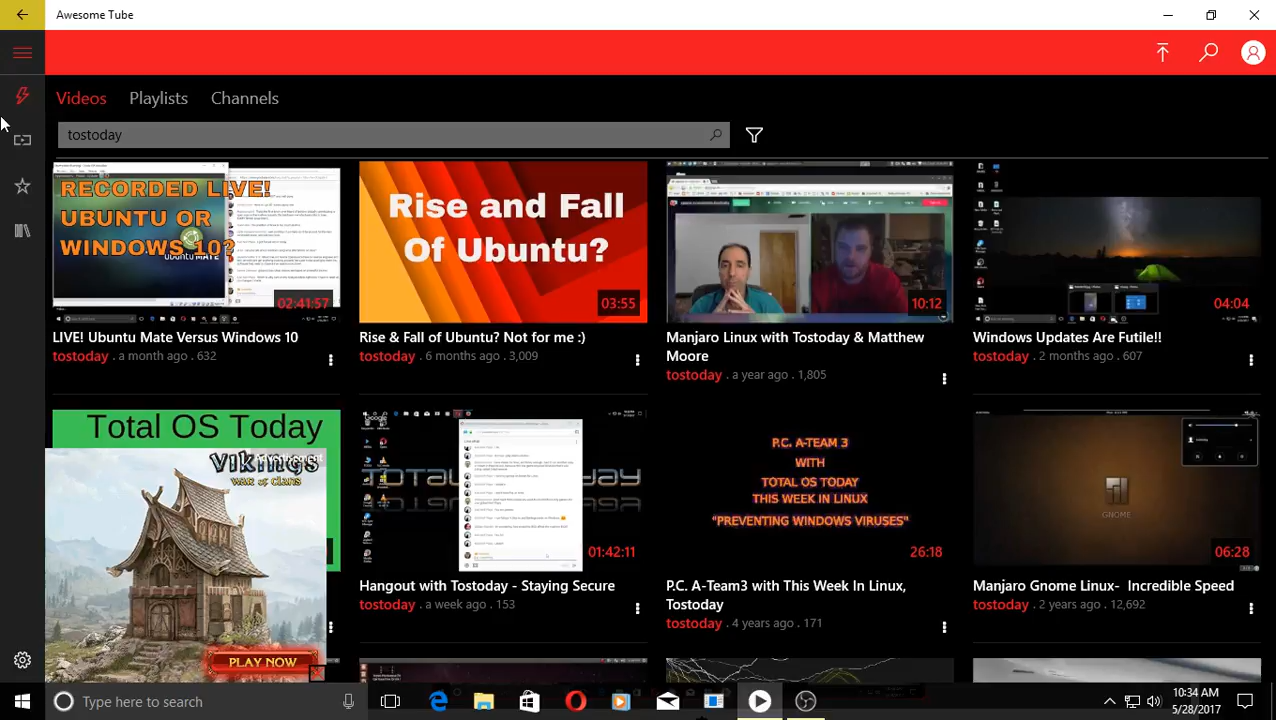 Awesome Tube
Videos Playlists Channels
tostoday
RECORDED LIVE!
UBUNTU OR
WINDOWS 10?
02:41:57
LIVE! Ubuntu Mate Versus Windows 10
tostoday . a month ago . 632
Rise and Fall
Of Ubuntu?
03:55
Rise & Fall of Ubuntu? Not for me :)
tostoday . 6 months ago . 3,009
10:12
Manjaro Linux with Tostoday & Matthew
Moore
tostoday . a year ago . 1,805
04:04
Windows Updates Are Futile!!
tostoday . 2 months ago . 607
Total OS Today
Advertisement
Vikings
WAR OF CLANS
PLAY NOW
01:42:11
Hangout with Tostoday - Staying Secure
tostoday . a week ago . 153
P.C. A-TEAM 3
WITH
TOTAL OS TODAY
THIS WEEK IN LINUX
"PREVENTING WINDOWS VIRUSES"
26:18
P.C. A-Team3 with This Week In Linux,
Tostoday
tostoday . 4 years ago . 171
GNOME
06:28
Manjaro Gnome Linux- Incredible Speed
tostoday . 2 years ago . 12,692
Type here to search
10:34 AM
5/28/2017